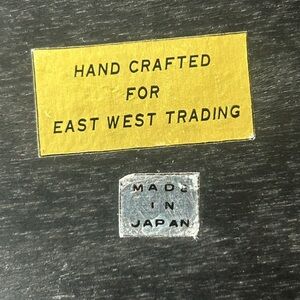 HAND CRAFTED
FOR
EAST WEST TRADING
MADE
IN
JAPAN